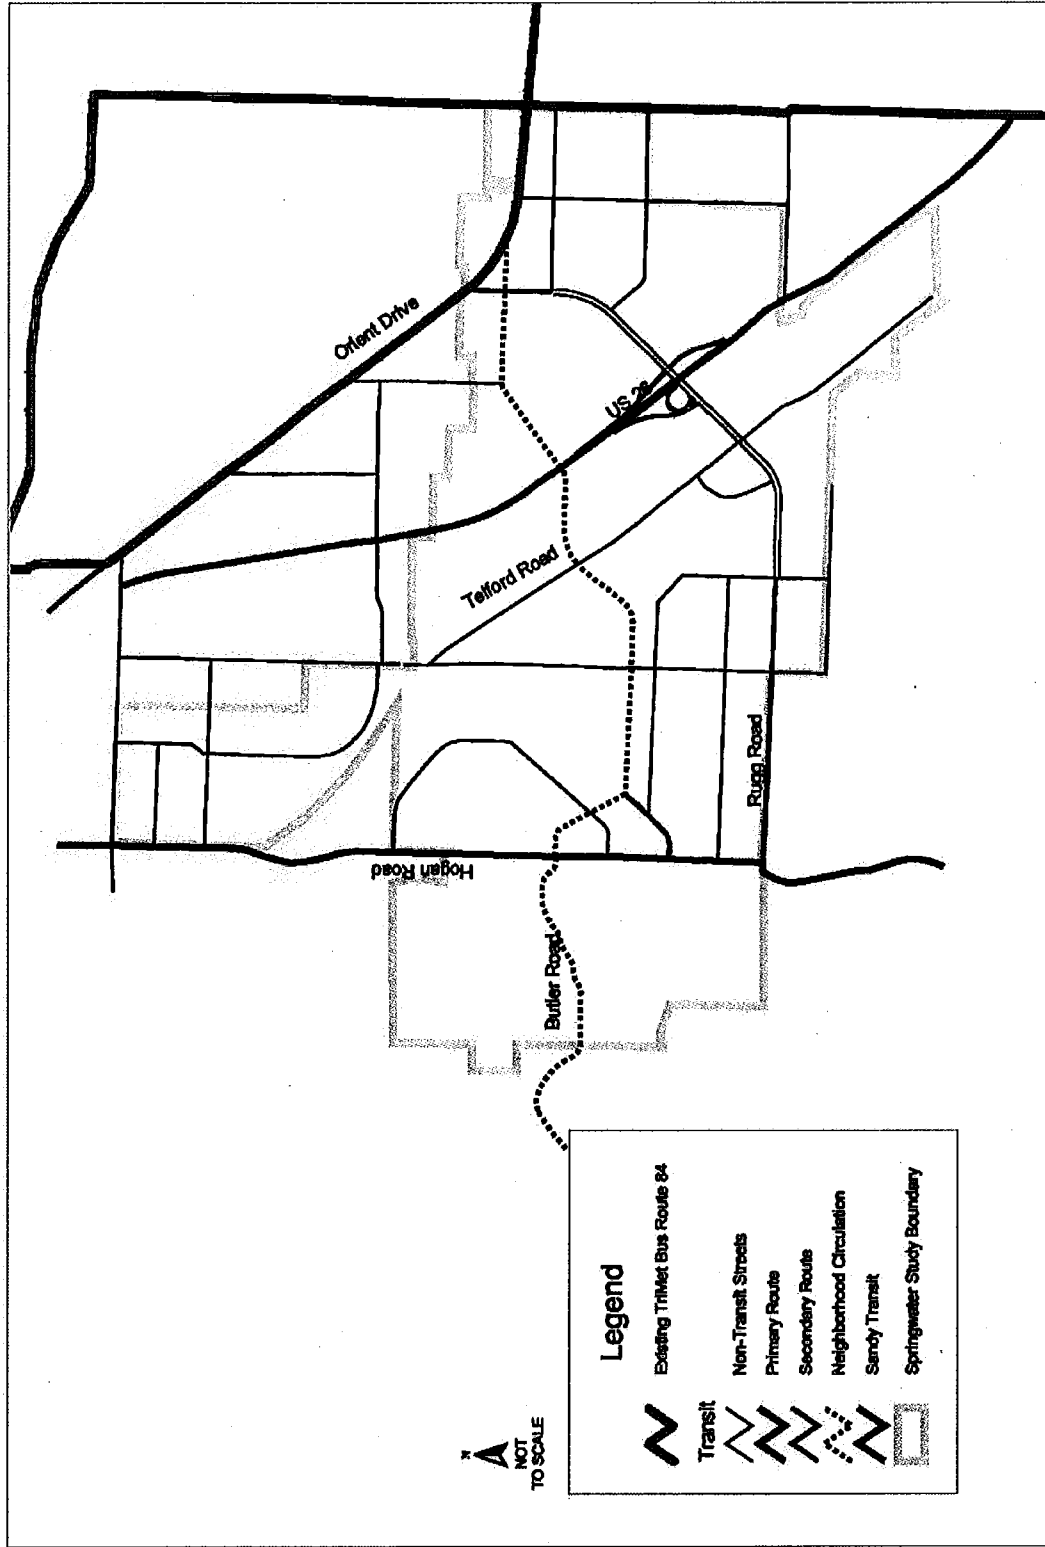 Orient Drive
US 26
Telford Road
Hogan Road
Rugg Road
Butler Road
N
NOT
TO SCALE
Legend
Existing TriMet Bus Route 84
Transit
Non-Transit Streets
Primary Route
Secondary Route
Neighborhood Circulation
Sandy Transit
Springwater Study Boundary